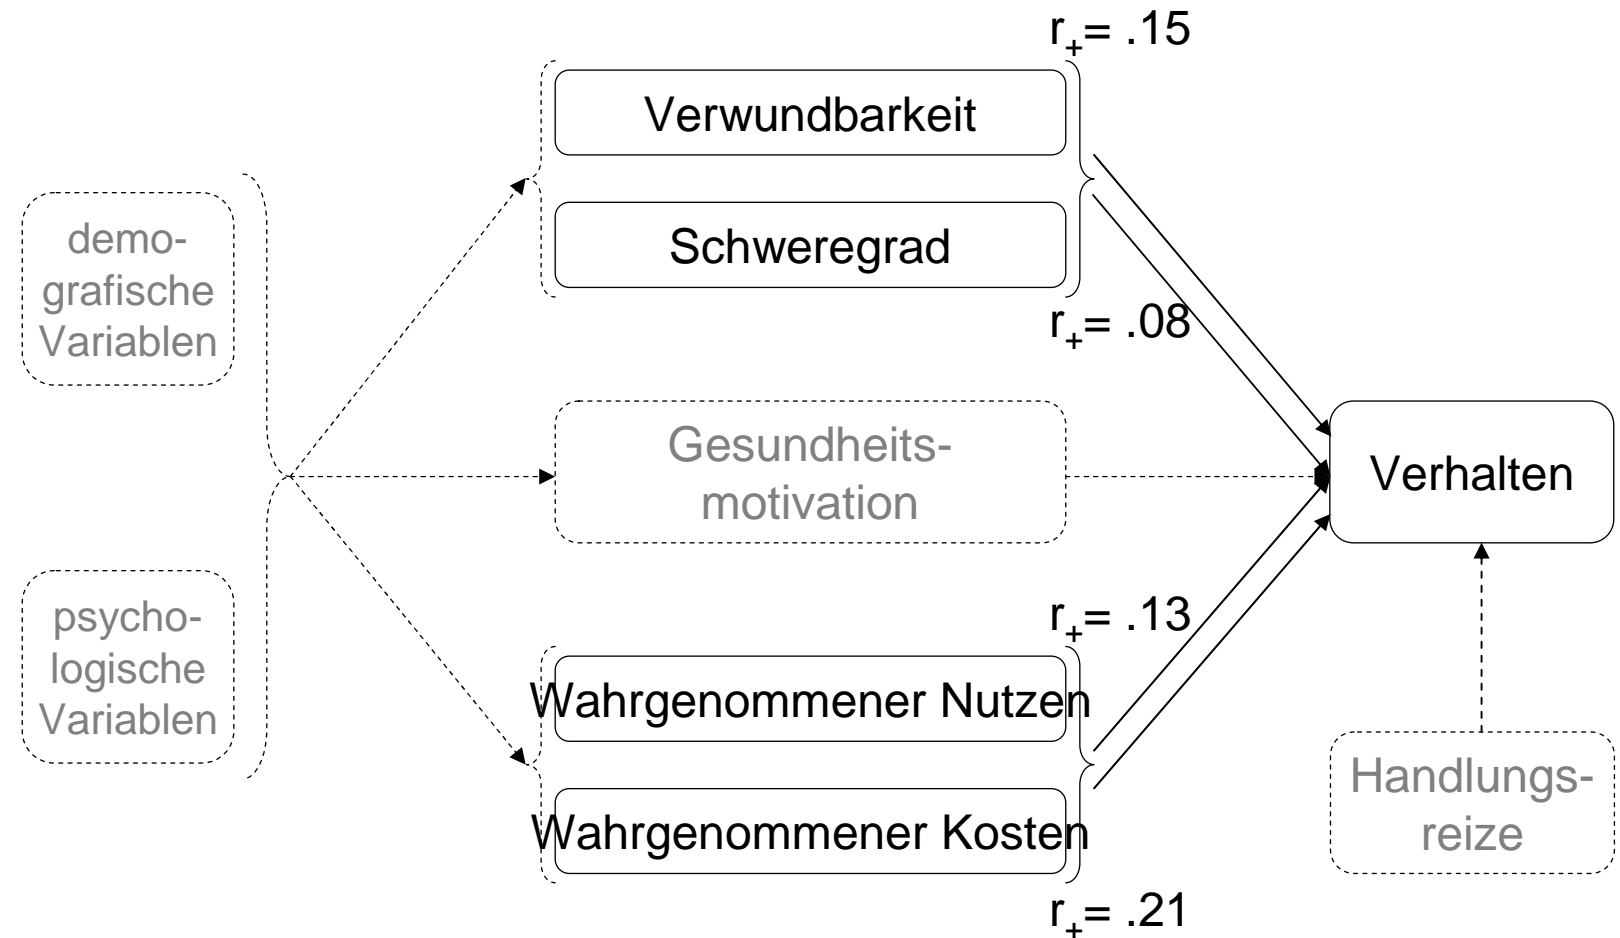 r+= .15
Verwundbarkeit
Schweregrad
r+= .08
demo-
grafische
Variablen
Gesundheits-
motivation
Verhalten
psycho-
logische
Variablen
r+= .13
Wahrgenommener Nutzen
Wahrgenommener Kosten
r+= .21
Handlungs-
reize